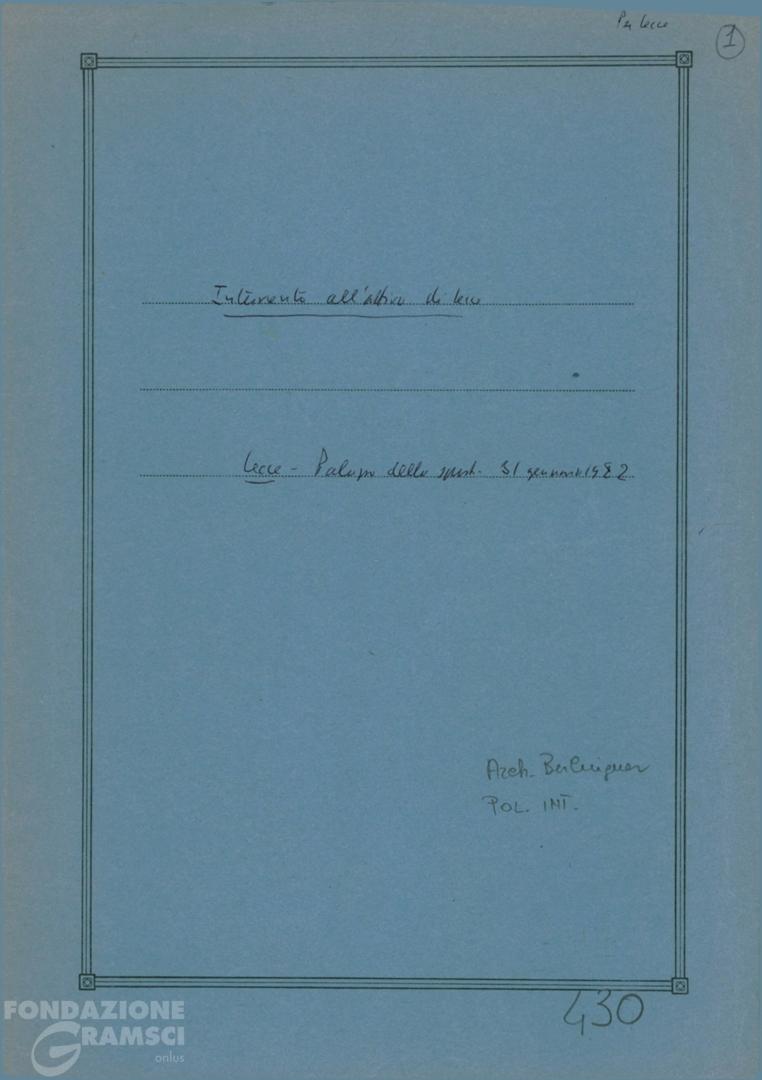 Per Lecce
1
Intervento all'attivo di Lecce
Lecce - Palazzo dello sport. 31 gennaio 1982
Arch. Berlinguer
POL. INT.
430
FONDAZIONE
GRAMSCI
onlus